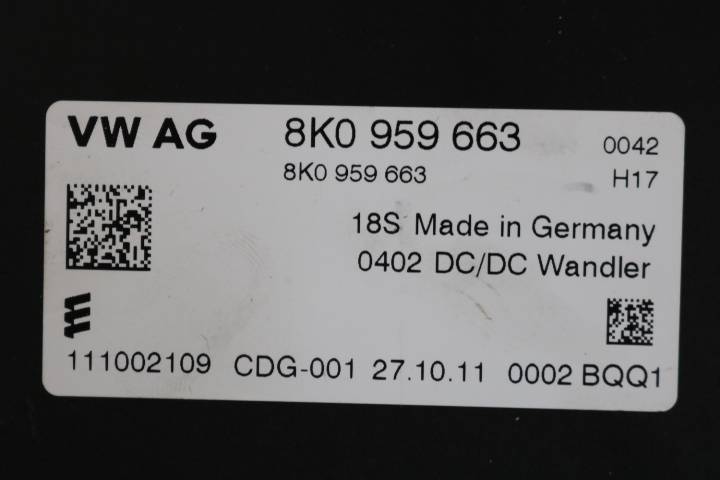 VW AG 8K0 959 663 0042
8K0 959 663 H17
18S Made in Germany
0402 DC/DC Wandler
111002109 CDG-001 27.10.11 0002 BQQ1